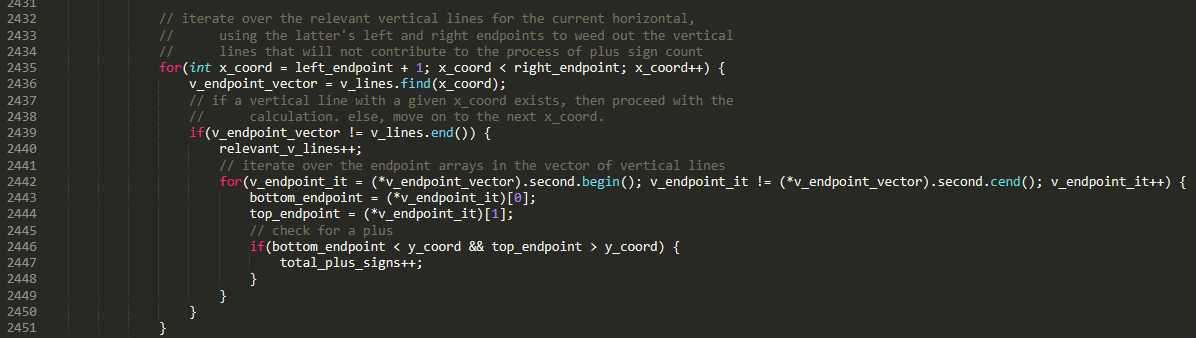 2431
2432 // iterate over the relevant vertical lines for the current horizontal,
2433 //      using the latter's left and right endpoints to weed out the vertical
2434 //      lines that will not contribute to the process of plus sign count
2435 for(int x_coord = left_endpoint + 1; x_coord < right_endpoint; x_coord++) {
2436     v_endpoint_vector = v_lines.find(x_coord);
2437     // if a vertical line with a given x_coord exists, then proceed with the
2438     //      calculation. else, move on to the next x_coord.
2439     if(v_endpoint_vector != v_lines.end()) {
2440         relevant_v_lines++;
2441         // iterate over the endpoint arrays in the vector of vertical lines
2442         for(v_endpoint_it = (*v_endpoint_vector).second.begin(); v_endpoint_it != (*v_endpoint_vector).second.cend(); v_endpoint_it++) {
2443             bottom_endpoint = (*v_endpoint_it)[0];
2444             top_endpoint = (*v_endpoint_it)[1];
2445             // check for a plus
2446             if(bottom_endpoint < y_coord && top_endpoint > y_coord) {
2447                 total_plus_signs++;
2448             }
2449         }
2450     }
2451 }